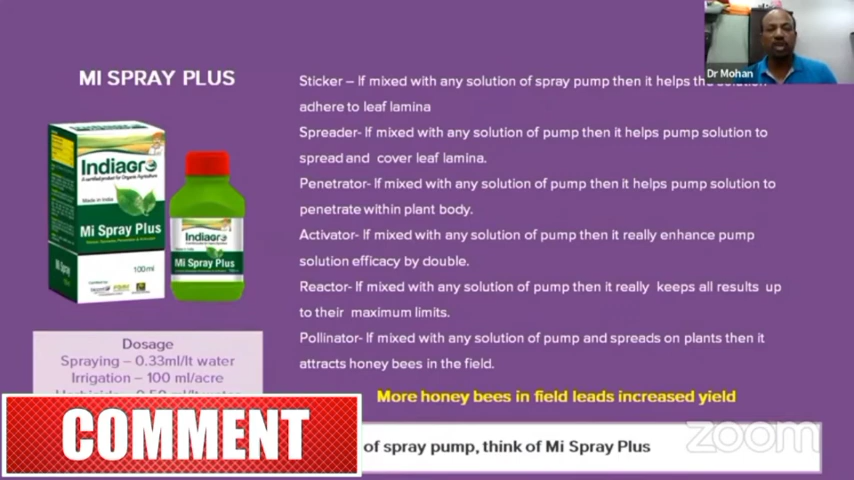 MI SPRAY PLUS
Indiagro
A certified product for Organic Agriculture
Made in India
Mi Spray Plus
100ml
Mi Spray
Indiagro
Mi Spray Plus
Dosage
Spraying – 0.33ml/lt water
Irrigation – 100 ml/acre
Sticker – If mixed with any solution of spray pump then it helps the solution
adhere to leaf lamina
Spreader- If mixed with any solution of pump then it helps pump solution to
spread and cover leaf lamina.
Penetrator- If mixed with any solution of pump then it helps pump solution to
penetrate within plant body.
Activator- If mixed with any solution of pump then it really enhance pump
solution efficacy by double.
Reactor- If mixed with any solution of pump then it really keeps all results up
to their maximum limits.
Pollinator- If mixed with any solution of pump and spreads on plants then it
attracts honey bees in the field.
More honey bees in field leads increased yield
of spray pump, think of Mi Spray Plus
COMMENT
zoom
Dr Mohan